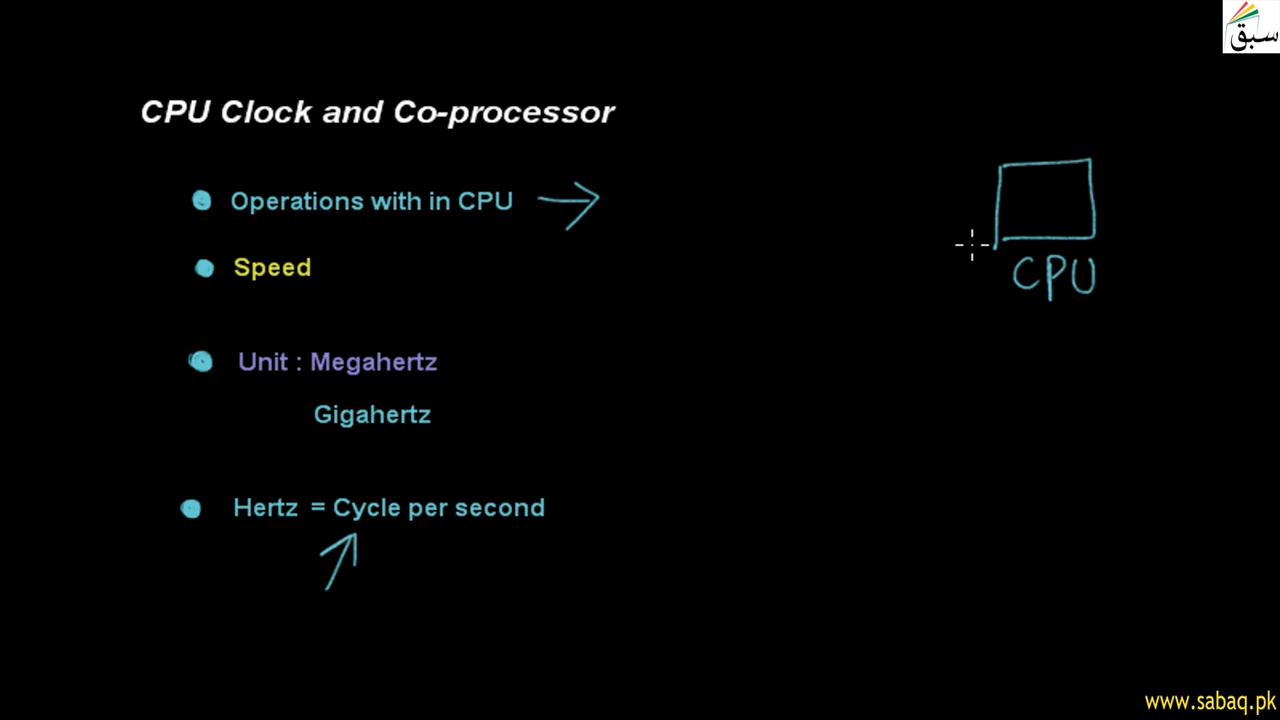 سبق
CPU Clock and Co-processor
Operations with in CPU
Speed
CPU
Unit : Megahertz
Gigahertz
Hertz = Cycle per second
www.sabaq.pk